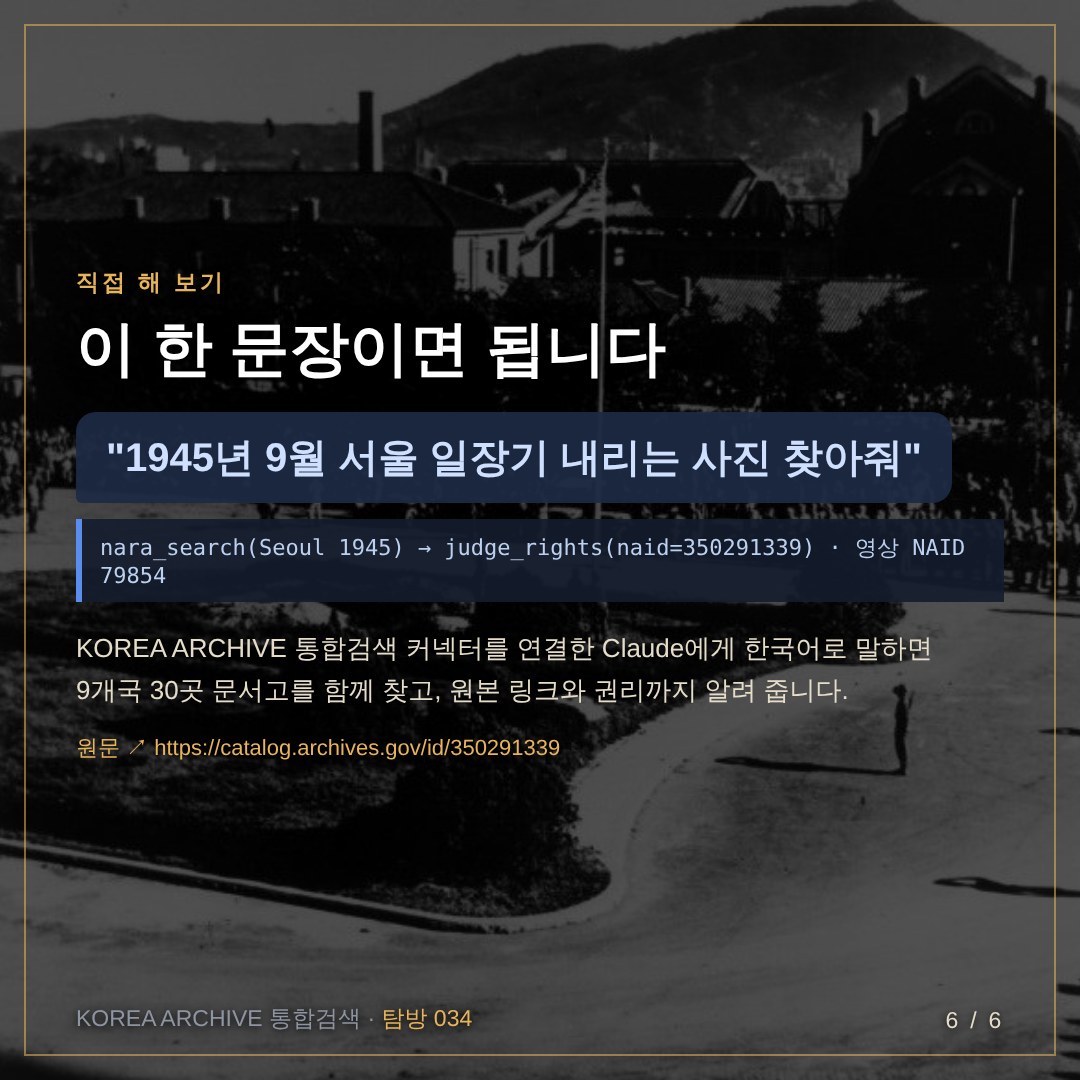 직접 해 보기
이 한 문장이면 됩니다
"1945년 9월 서울 일장기 내리는 사진 찾아줘"
nara_search(Seoul 1945) → judge_rights(naid=350291339) · 영상 NAID
79854
KOREA ARCHIVE 통합검색 커넥터를 연결한 Claude에게 한국어로 말하면
9개국 30곳 문서고를 함께 찾고, 원본 링크와 권리까지 알려 줍니다.
원문 ↗ https://catalog.archives.gov/id/350291339
KOREA ARCHIVE 통합검색 · 탐방 034
6 / 6